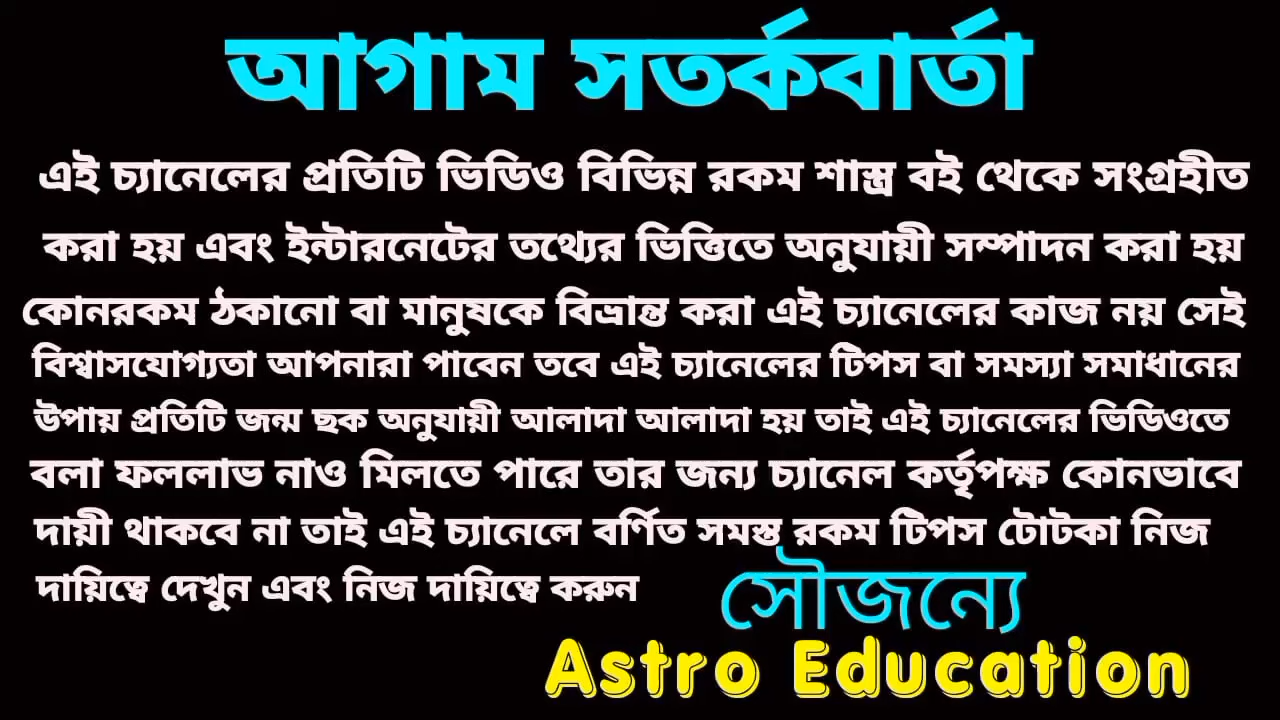 আগাম সতর্কবার্তা
এই চ্যানেলের প্রতিটি ভিডিও বিভিন্ন রকম শাস্ত্র বই থেকে সংগ্রহীত
করা হয় এবং ইন্টারনেটের তথ্যের ভিত্তিতে অনুযায়ী সম্পাদন করা হয়
কোনরকম ঠকানো বা মানুষকে বিভ্রান্ত করা এই চ্যানেলের কাজ নয় সেই
বিশ্বাসযোগ্যতা আপনারা পাবেন তবে এই চ্যানেলের টিপস বা সমস্যা সমাধানের
উপায় প্রতিটি জন্ম ছক অনুযায়ী আলাদা আলাদা হয় তাই এই চ্যানেলের ভিডিওতে
বলা ফললাভ নাও মিলতে পারে তার জন্য চ্যানেল কর্তৃপক্ষ কোনভাবে
দায়ী থাকবে না তাই এই চ্যানেলে বর্ণিত সমস্ত রকম টিপস টোটকা নিজ
দায়িত্বে দেখুন এবং নিজ দায়িত্বে করুন
সৌজন্যে
Astro Education